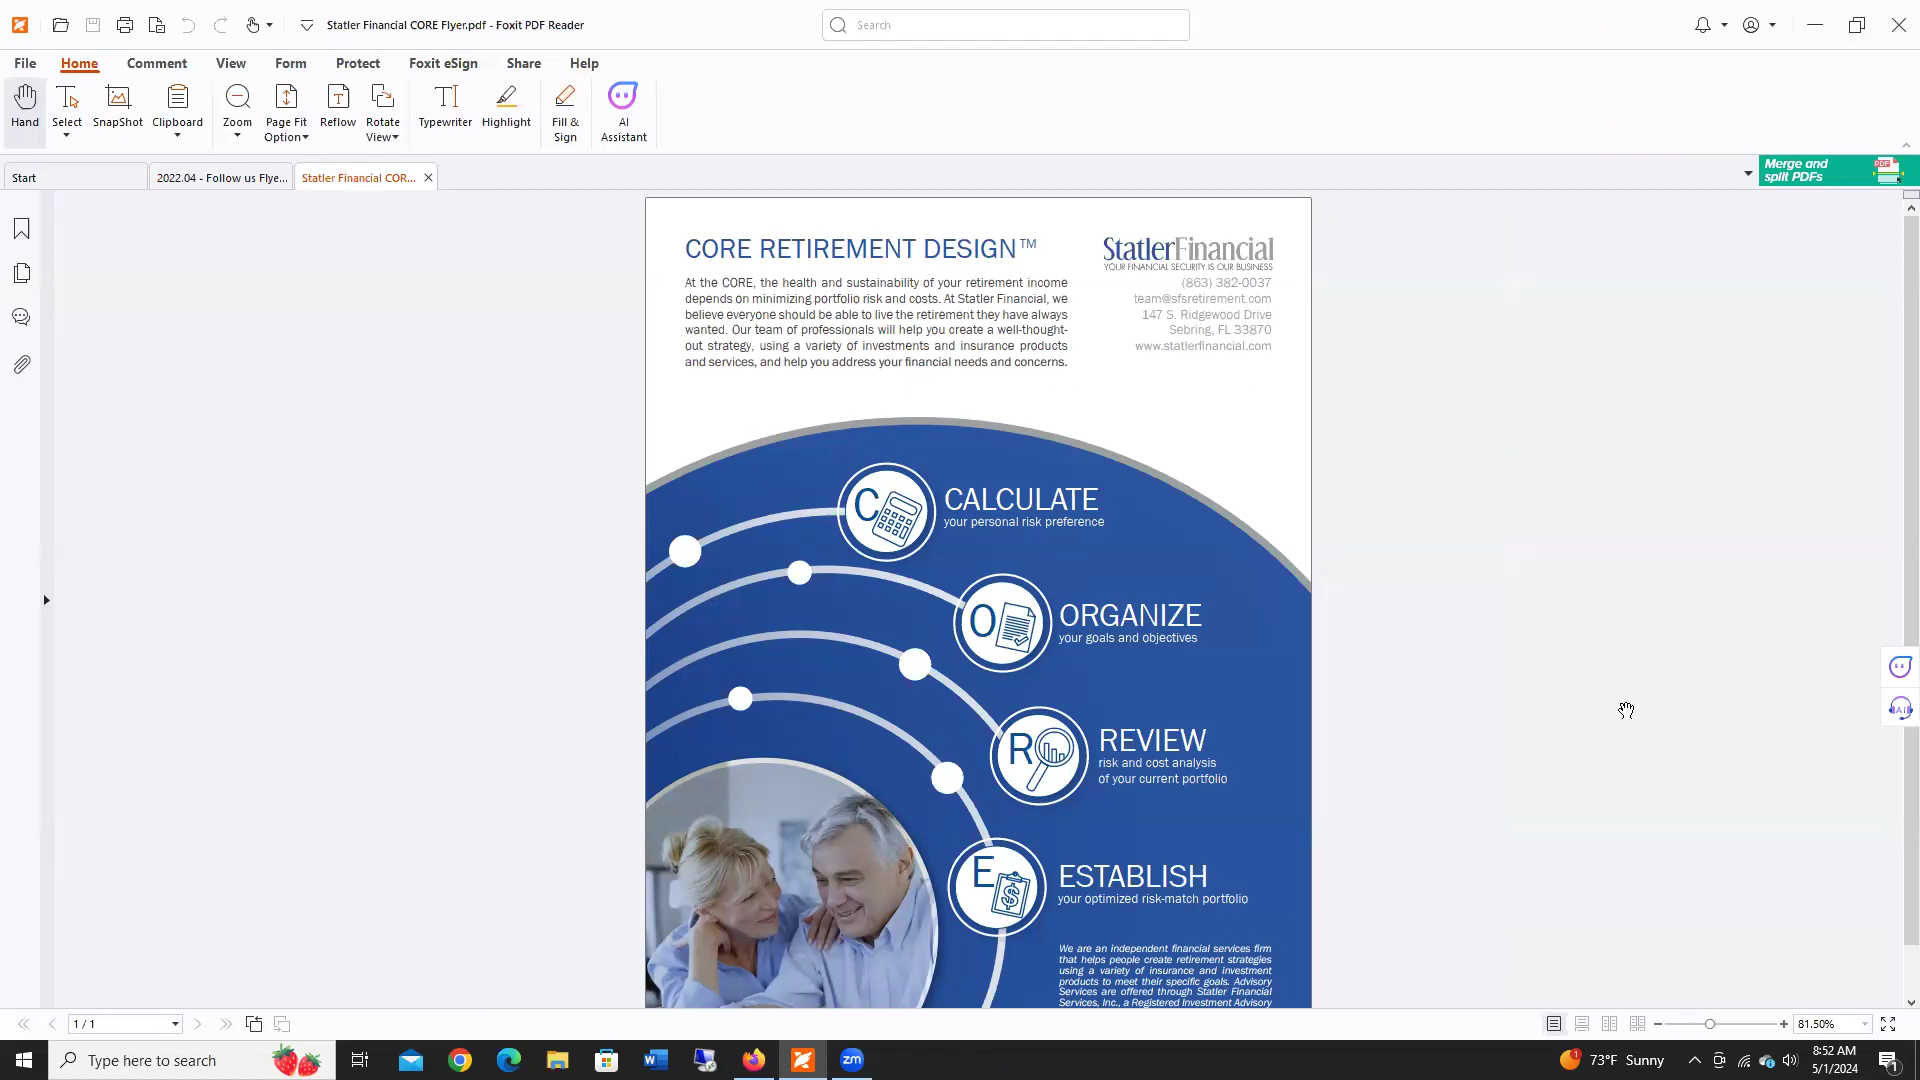 Statler Financial CORE Flyer.pdf - Foxit PDF Reader
Search
File
Home
Comment
View
Form
Protect
Foxit eSign
Share
Help
Hand
Select
SnapShot
Clipboard
Zoom
Page Fit
Option
Reflow
Rotate
View
Typewriter
Highlight
Fill &
Sign
AI
Assistant
Start
2022.04 - Follow us Flye...
Statler Financial COR...
Merge and
split PDFs
PDF
CORE RETIREMENT DESIGN™
At the CORE, the health and sustainability of your retirement income
depends on minimizing portfolio risk and costs. At Statler Financial, we
believe everyone should be able to live the retirement they have always
wanted. Our team of professionals will help you create a well-thought-
out strategy, using a variety of investments and insurance products
and services, and help you address your financial needs and concerns.
StatlerFinancial
YOUR FINANCIAL SECURITY IS OUR BUSINESS
(863) 382-0037
team@sfsretirement.com
147 S. Ridgewood Drive
Sebring, FL 33870
www.statlerfinancial.com
C
CALCULATE
your personal risk preference
O
ORGANIZE
your goals and objectives
R
REVIEW
risk and cost analysis
of your current portfolio
E
$
ESTABLISH
your optimized risk-match portfolio
We are an independent financial services firm
that helps people create retirement strategies
using a variety of insurance and investment
products to meet their specific goals. Advisory
Services are offered through Statler Financial
Services, Inc., a Registered Investment Advisory
AI
1 / 1
81.50%
Type here to search
zm
1
73°F Sunny
8:52 AM
5/1/2024
1